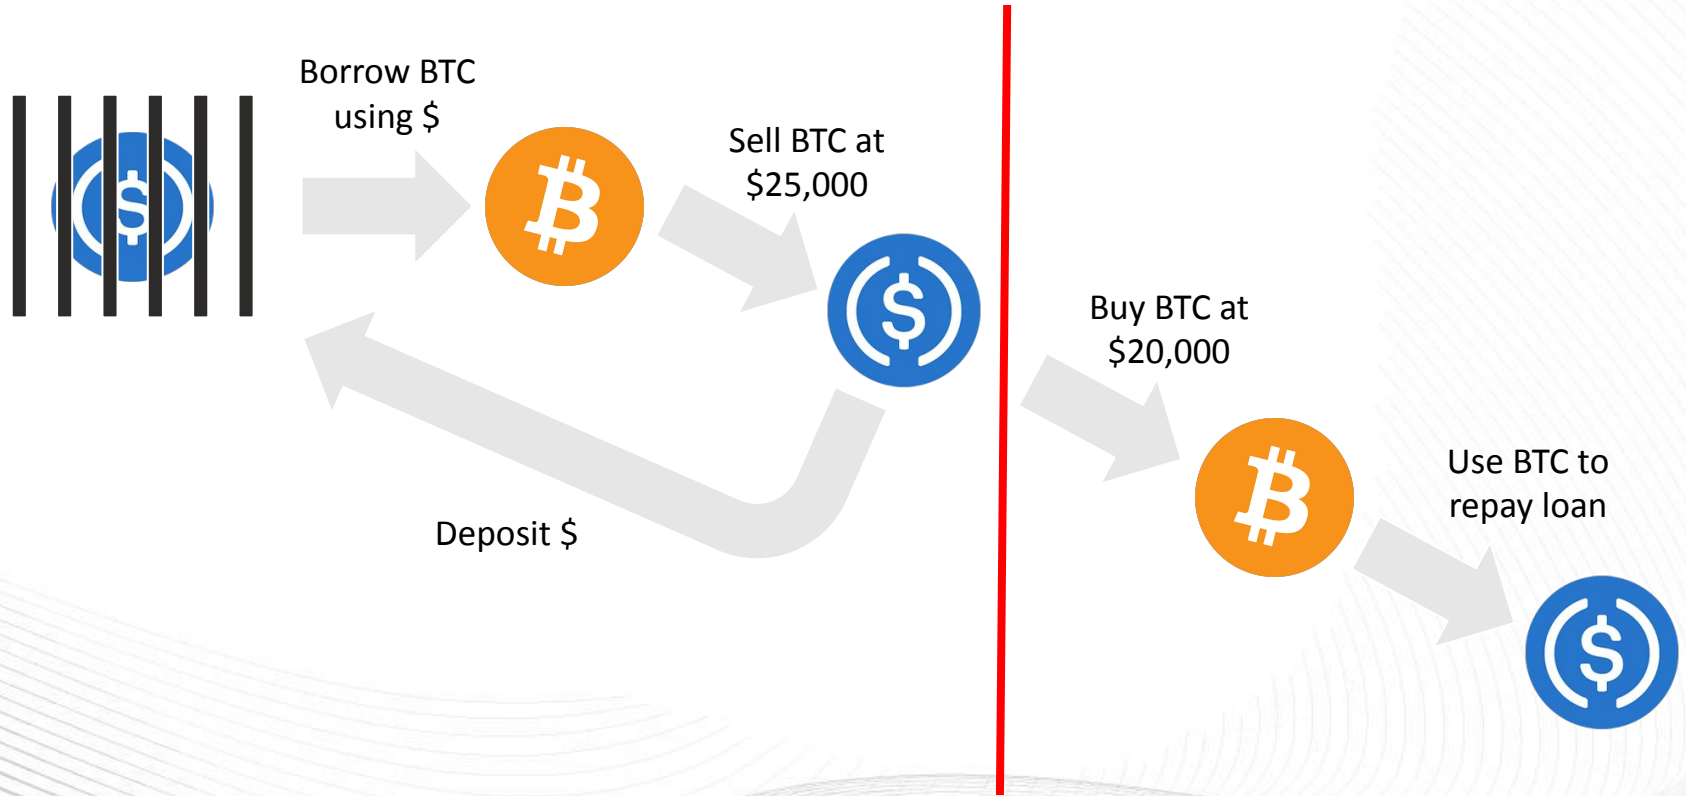 Borrow BTC
using $
Sell BTC at
$25,000
Buy BTC at
$20,000
Use BTC to
repay loan
Deposit $